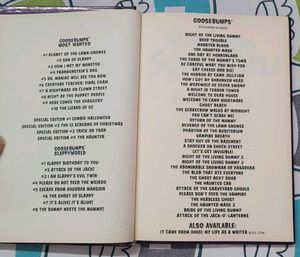 GOOSEBUMPS®
MOST WANTED
#1 PLANET OF THE LAWN GNOMES
#2 SON OF SLAPPY
#3 HOW I MET MY MONSTER
#4 FRANKENSTEIN'S DOG
#5 DR. MANIAC WILL SEE YOU NOW
#6 CREATURE TEACHER: FINAL EXAM
#7 A NIGHTMARE ON CLOWN STREET
#8 NIGHT OF THE PUPPET PEOPLE
#9 HERE COMES THE SHAGGEDY
#10 THE LIZARD OF OZ
SPECIAL EDITION #1 ZOMBIE HALLOWEEN
SPECIAL EDITION #2 THE 12 SCREAMS OF CHRISTMAS
SPECIAL EDITION #3 TRICK OR TRAP
SPECIAL EDITION #4 THE HAUNTER
GOOSEBUMPS®
SLAPPYWORLD
#1 SLAPPY BIRTHDAY TO YOU
#2 ATTACK OF THE JACK!
#3 I AM SLAPPY'S EVIL TWIN
#4 PLEASE DO NOT FEED THE WEIRDO
#5 ESCAPE FROM SHUDDER MANSION
#6 THE GHOST OF SLAPPY
#7 IT'S ALIVE! IT'S ALIVE!
#8 THE DUMMY MEETS THE MUMMY!
GOOSEBUMPS®
NIGHT OF THE LIVING DUMMY
DEEP TROUBLE
MONSTER BLOOD
THE HAUNTED MASK
ONE DAY AT HORRORLAND
THE CURSE OF THE MUMMY'S TOMB
BE CAREFUL WHAT YOU WISH FOR
SAY CHEESE AND DIE!
THE HORROR AT CAMP JELLYJAM
HOW I GOT MY SHRUNKEN HEAD
THE WEREWOLF OF FEVER SWAMP
A NIGHT IN TERROR TOWER
WELCOME TO DEAD HOUSE
WELCOME TO CAMP NIGHTMARE
GHOST BEACH
THE SCARECROW WALKS AT MIDNIGHT
YOU CAN'T SCARE ME!
RETURN OF THE MUMMY
REVENGE OF THE LAWN GNOMES
PHANTOM OF THE AUDITORIUM
VAMPIRE BREATH
STAY OUT OF THE BASEMENT
A SHOCKER ON SHOCK STREET
LET'S GET INVISIBLE!
NIGHT OF THE LIVING DUMMY 2
NIGHT OF THE LIVING DUMMY 3
THE ABOMINABLE SNOWMAN OF PASADENA
THE BLOB THAT ATE EVERYONE
THE GHOST NEXT DOOR
THE HAUNTED CAR
ATTACK OF THE GRAVEYARD GHOULS
PLEASE DON'T FEED THE VAMPIRE
THE HEADLESS GHOST
THE HAUNTED MASK 2
BRIDE OF THE LIVING DUMMY
ATTACK OF THE JACK-O'-LANTERNS
ALSO AVAILABLE:
IT CAME FROM OHIO!: MY LIFE AS A WRITER by R.L. Stine